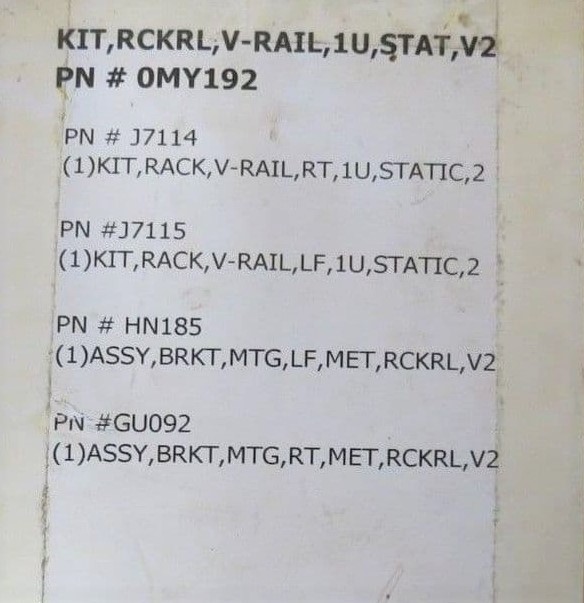 KIT,RCKRL,V-RAIL,1U,STAT,V2
PN # 0MY192
PN # J7114
(1)KIT,RACK,V-RAIL,RT,1U,STATIC,2
PN #J7115
(1)KIT,RACK,V-RAIL,LF,1U,STATIC,2
PN # HN185
(1)ASSY,BRKT,MTG,LF,MET,RCKRL,V2
PN #GU092
(1)ASSY,BRKT,MTG,RT,MET,RCKRL,V2